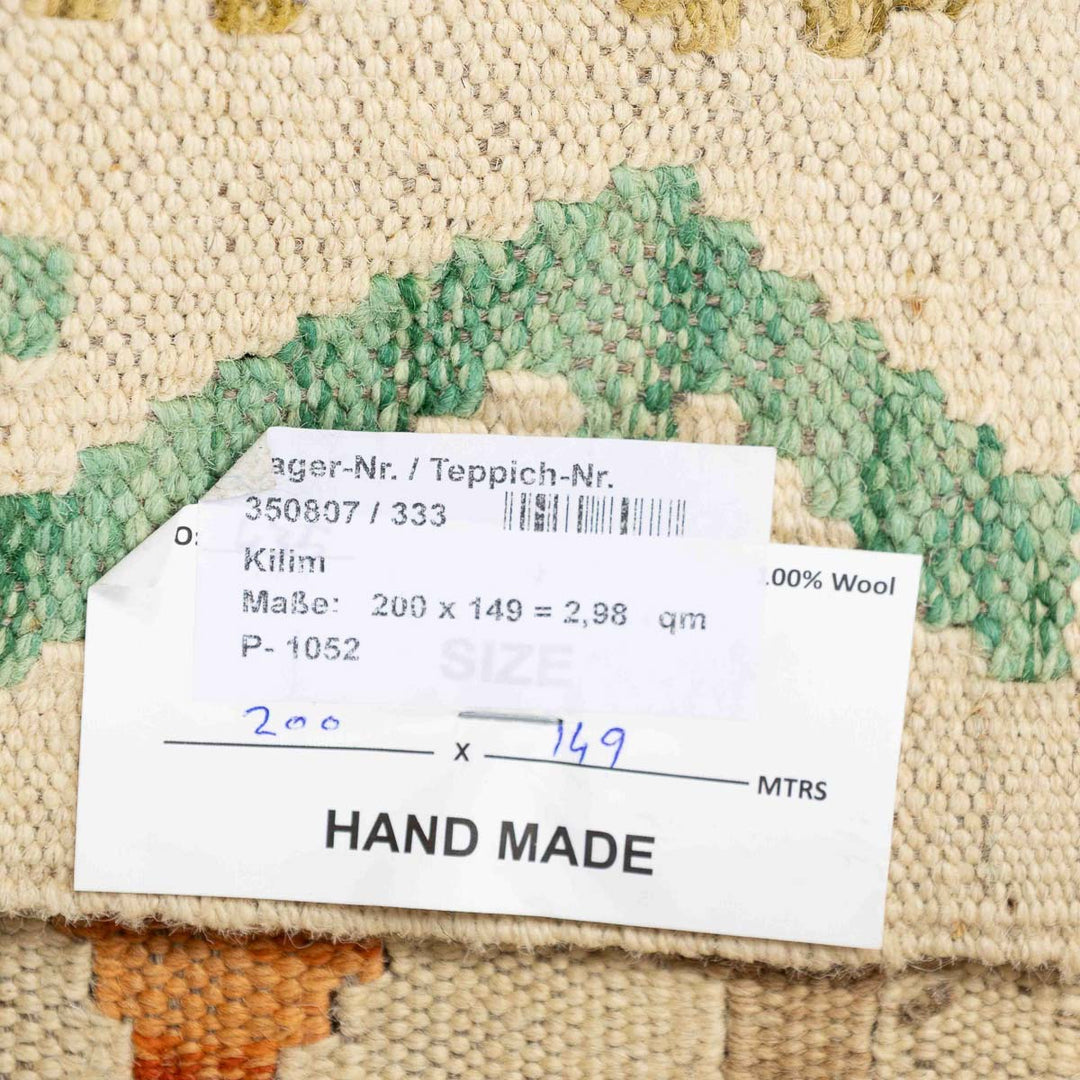 ager-Nr. / Teppich-Nr.
350807 / 333
Kilim
.00% Wool
Maße: 200 x 149 = 2,98 qm
P- 1052
SIZE
200 x 149 MTRS
HAND MADE